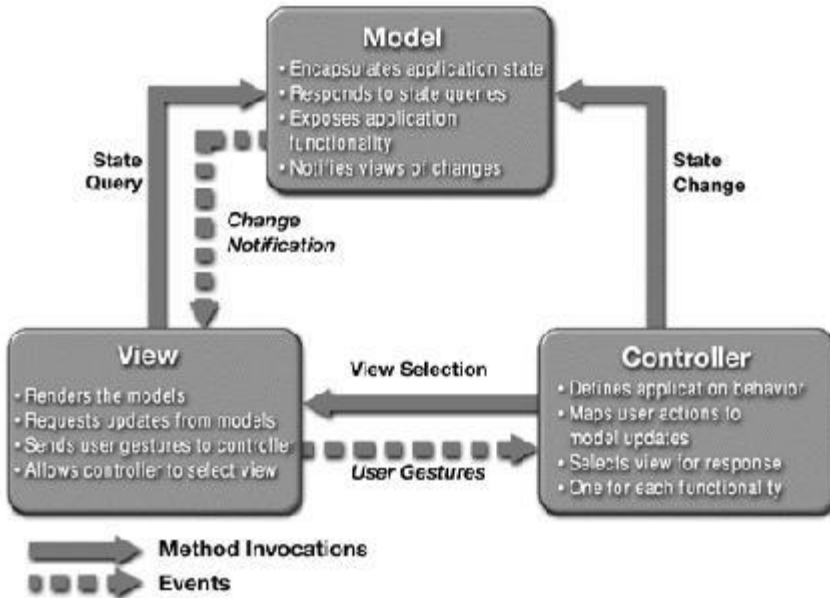 Model
• Encapsulates application state
• Responds to state queries
• Exposes application
functionality
• Notifies views of changes
State
Query
State
Change
Change
Notification
View
• Renders the models
• Requests updates from models
• Sends user gestures to controller
• Allows controller to select view
View Selection
User Gestures
Controller
• Defines application behavior
• Maps user actions to
model updates
• Selects view for response
• One for each functionality
Method Invocations
Events